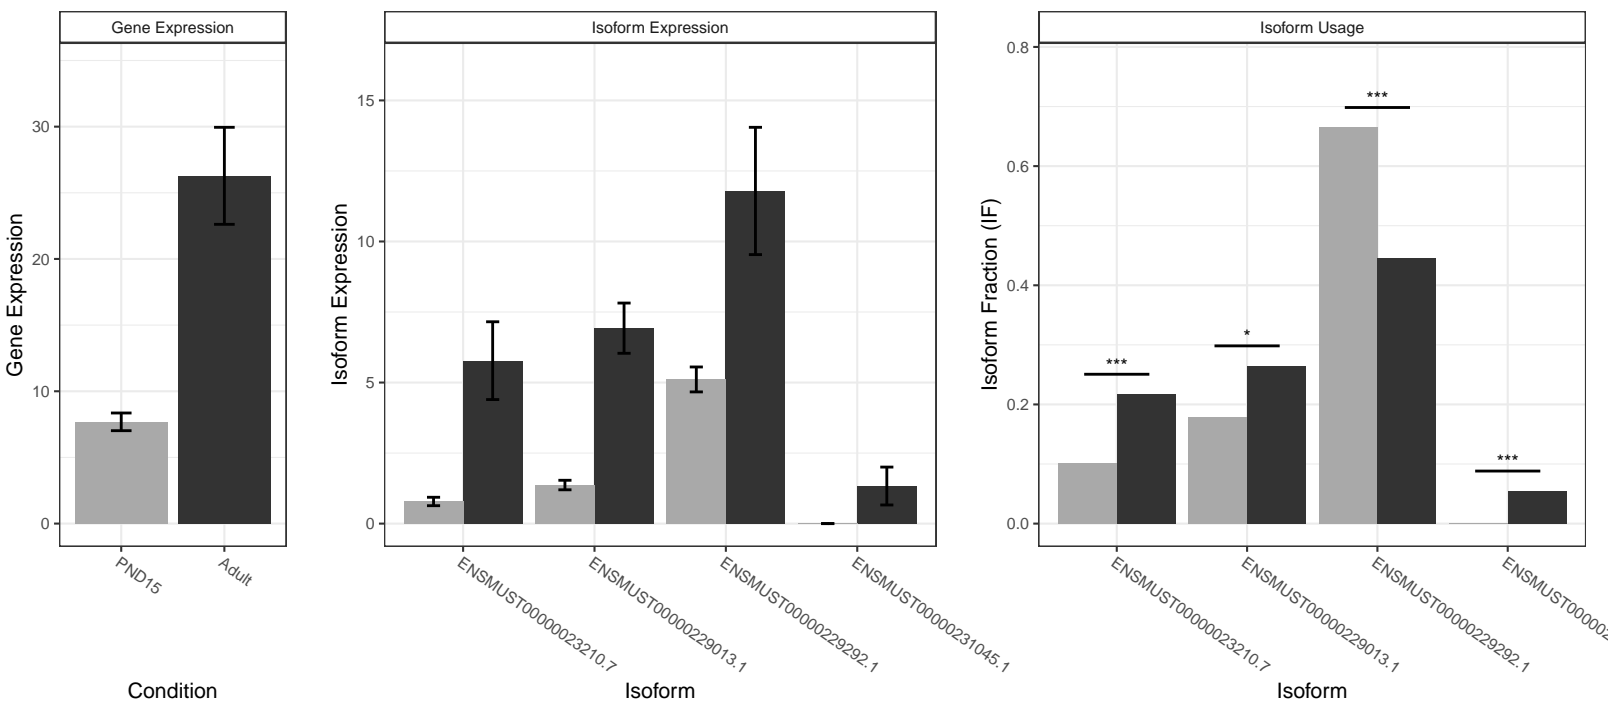 Gene Expression
Gene Expression
30
20
10
0
PND15
Adult
Condition
Isoform Expression
Isoform Expression
15
10
5
0
ENSMUST00000023210.7
ENSMUST00000229013.1
ENSMUST00000229292.1
ENSMUST00000231045.1
Isoform
Isoform Usage
Isoform Fraction (IF)
0.8
0.6
0.4
0.2
0.0
***
*
***
***
ENSMUST00000023210.7
ENSMUST00000229013.1
ENSMUST00000229292.1
ENSMUST000002
Isoform